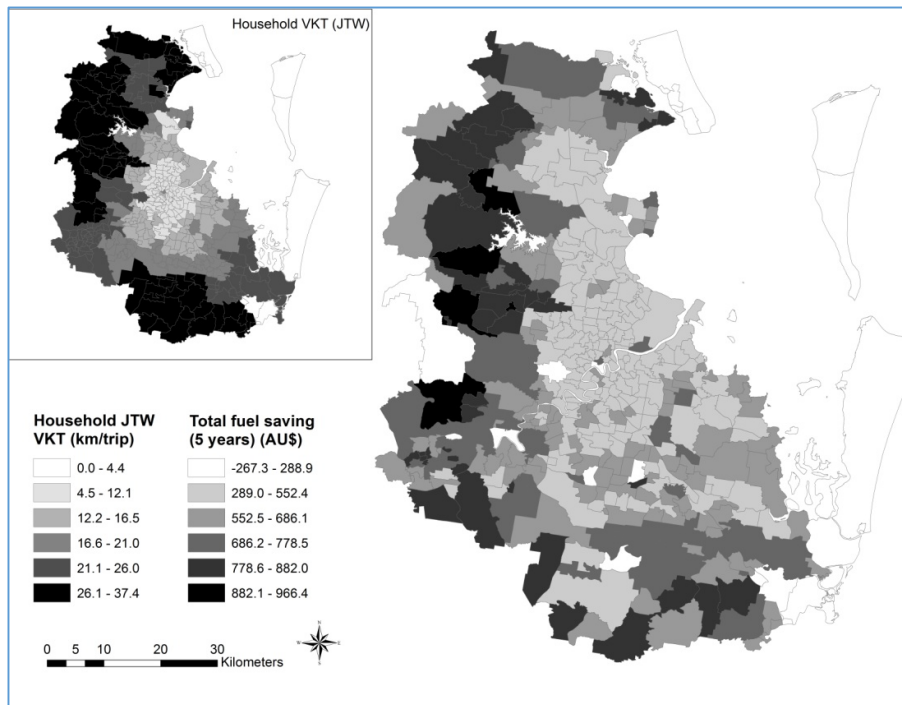 Household VKT (JTW)
Household JTW
VKT (km/trip)
0.0 - 4.4
4.5 - 12.1
12.2 - 16.5
16.6 - 21.0
21.1 - 26.0
26.1 - 37.4
Total fuel saving
(5 years) (AU$)
-267.3 - 288.9
289.0 - 552.4
552.5 - 686.1
686.2 - 778.5
778.6 - 882.0
882.1 - 966.4
0 5 10 20 30
Kilometers
N
W E
S